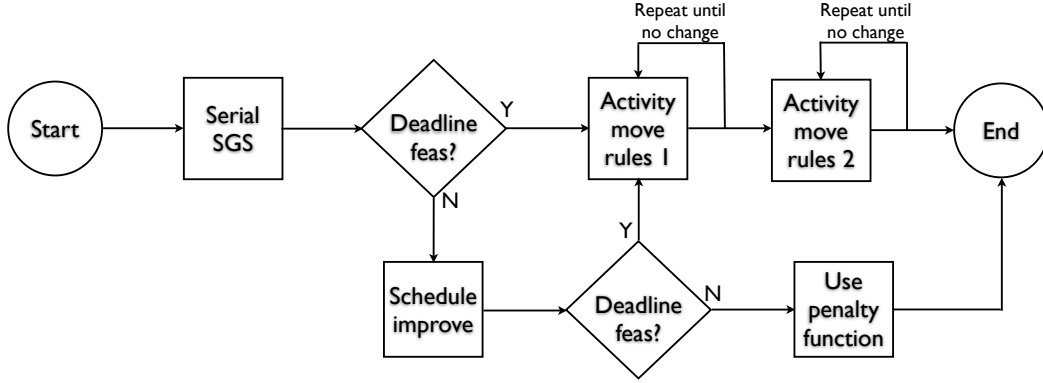 Repeat until
no change
Repeat until
no change
Start
Serial
SGS
Deadline
feas?
Y
N
Activity
move
rules 1
Activity
move
rules 2
End
Schedule
improve
Deadline
feas?
Y
N
Use
penalty
function